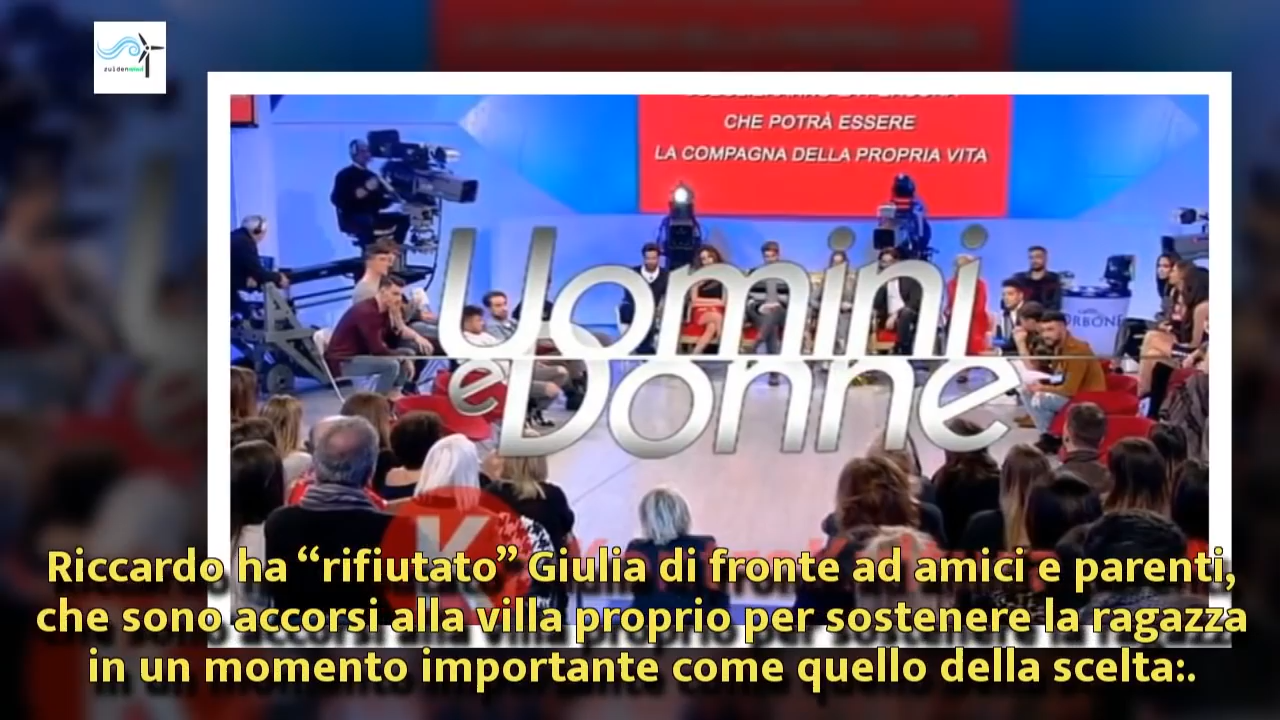 zuidenwind
CHE POTRÀ ESSERE
LA COMPAGNA DELLA PROPRIA VITA
Uomini
e Donne
K
Riccardo ha “rifiutato” Giulia di fronte ad amici e parenti,
che sono accorsi alla villa proprio per sostenere la ragazza
in un momento importante come quello della scelta:.